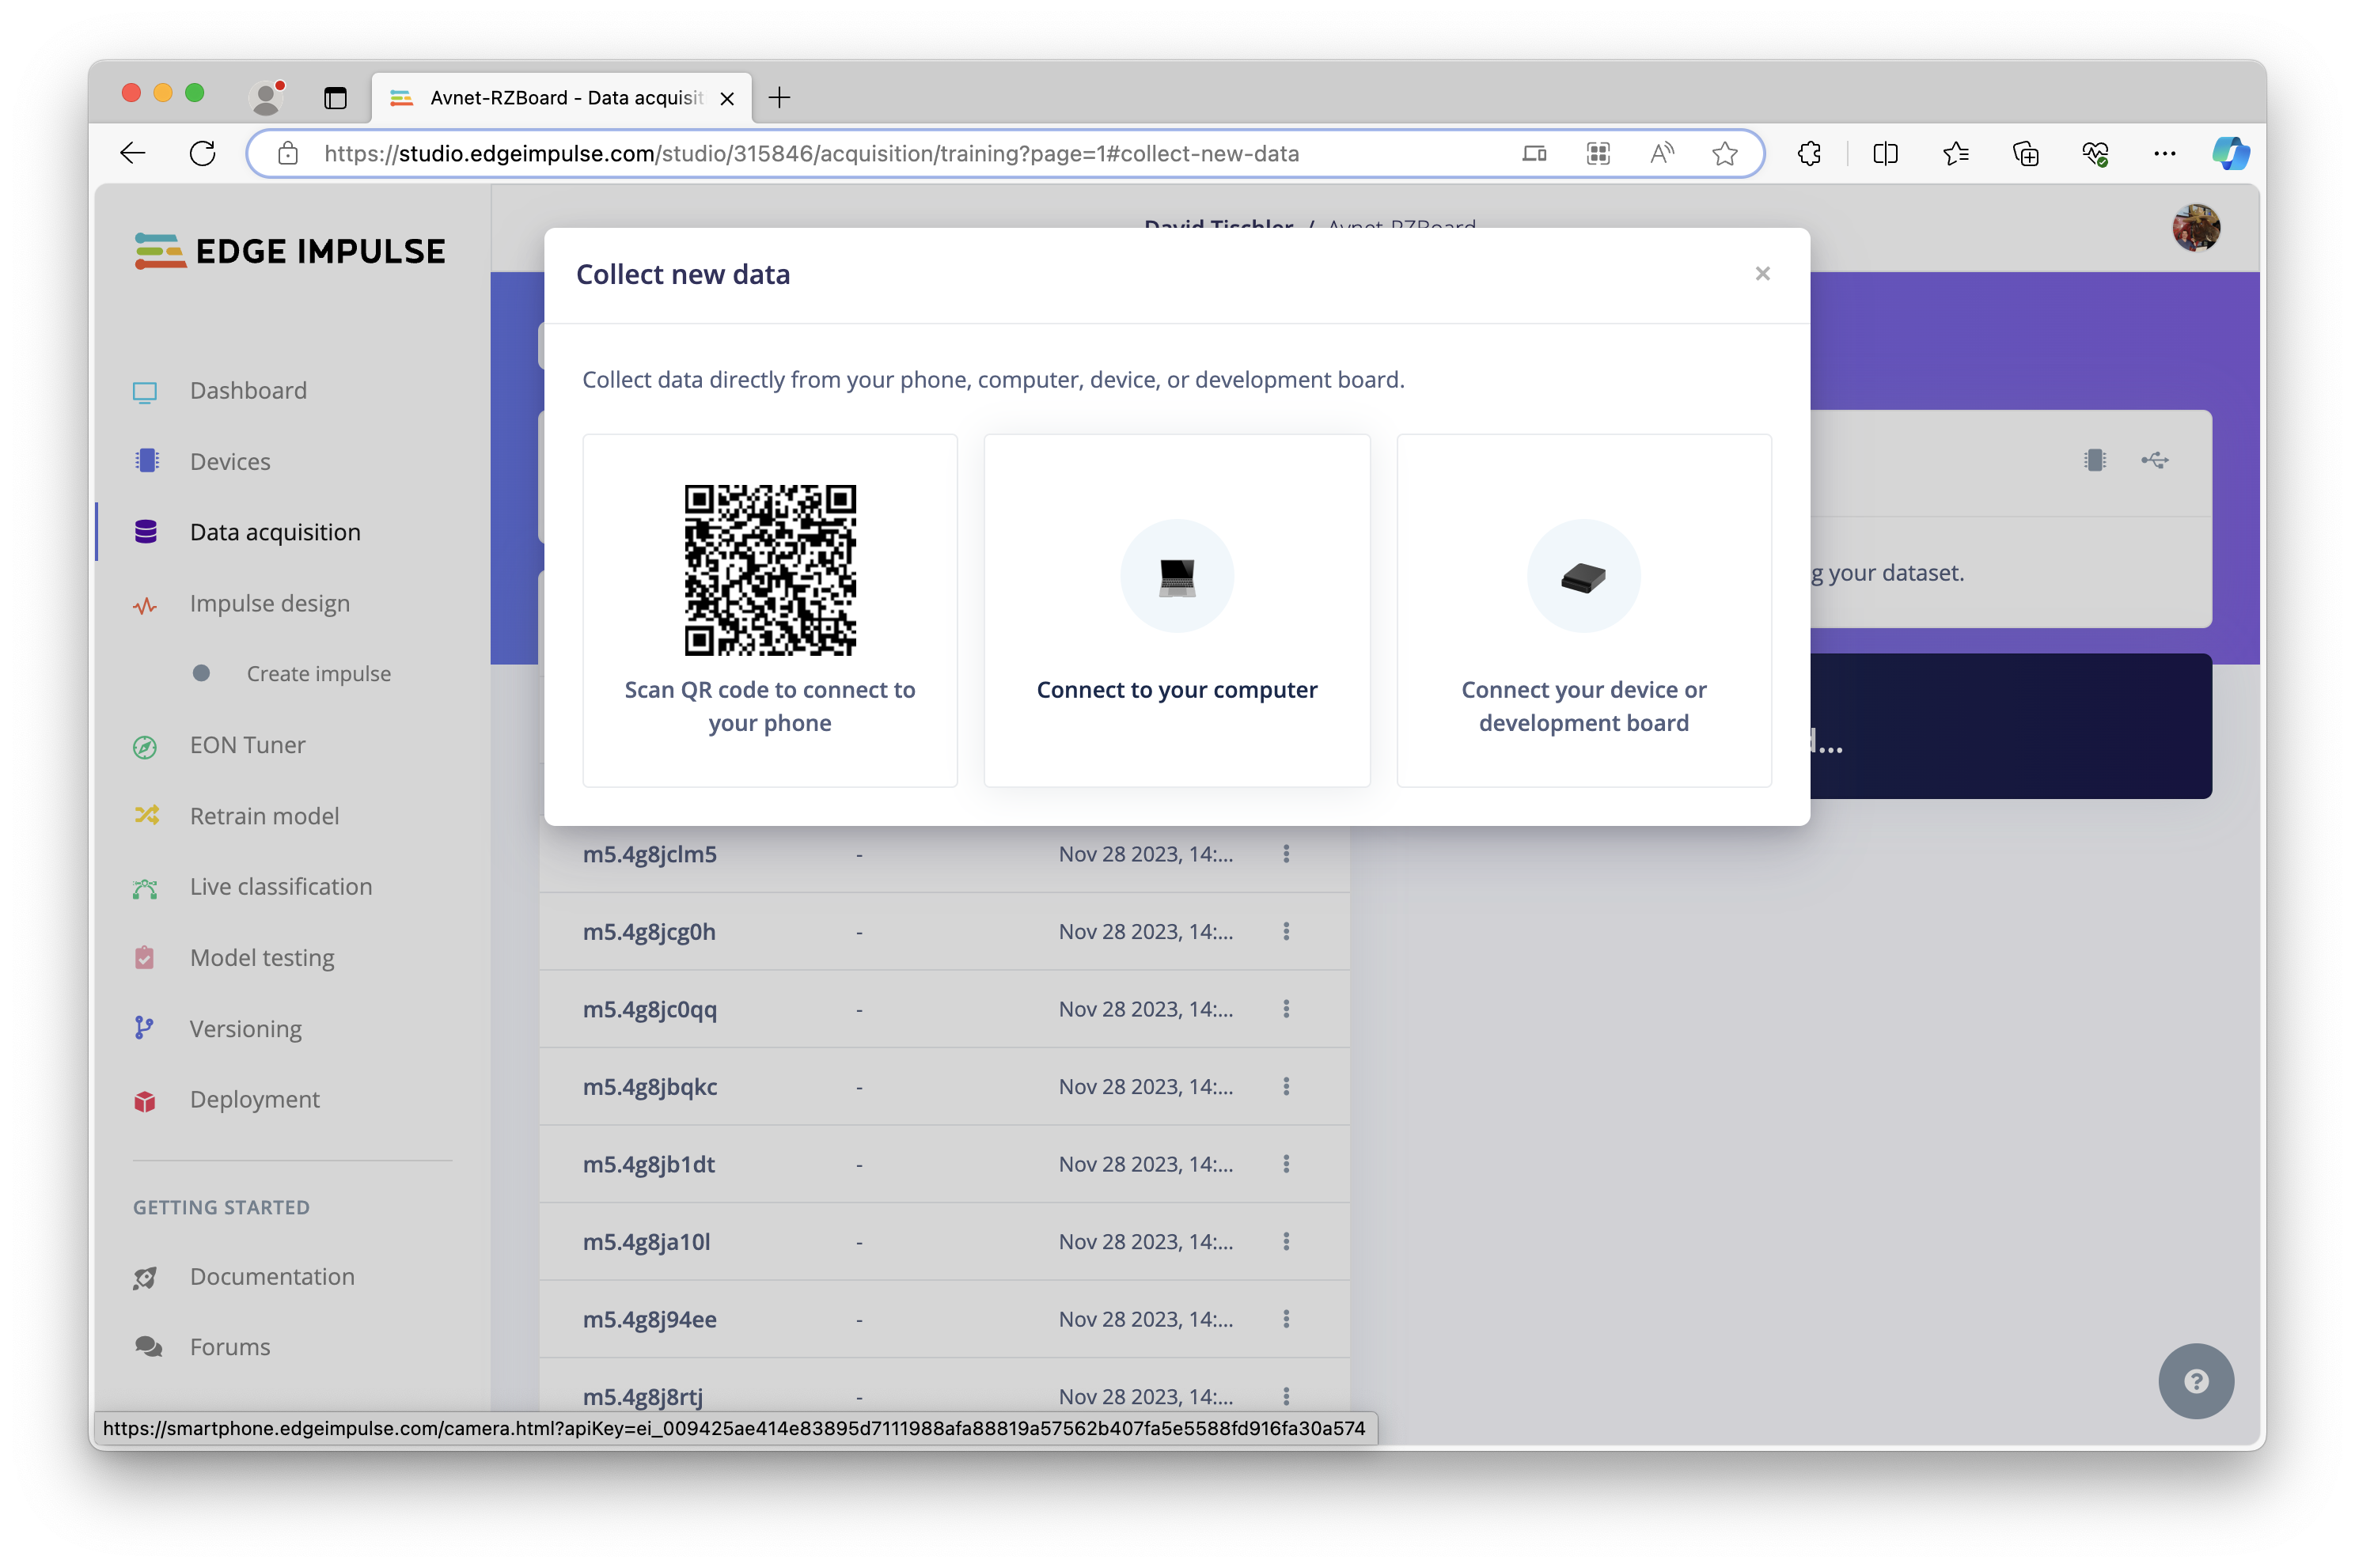 Avnet-RZBoard - Data acquisit
https://studio.edgeimpulse.com/studio/315846/acquisition/training?page=1#collect-new-data
EDGE IMPULSE
David Tischler / Avnet-RZBoard
Dashboard
Devices
Data acquisition
Impulse design
Create impulse
EON Tuner
Retrain model
Live classification
Model testing
Versioning
Deployment
GETTING STARTED
Documentation
Forums
Collect new data
Collect data directly from your phone, computer, device, or development board.
Scan QR code to connect to
your phone
Connect to your computer
Connect your device or
development board
g your dataset.
d...
m5.4g8jclm5 - Nov 28 2023, 14:...
m5.4g8jcg0h - Nov 28 2023, 14:...
m5.4g8jc0qq - Nov 28 2023, 14:...
m5.4g8jbqkc - Nov 28 2023, 14:...
m5.4g8jb1dt - Nov 28 2023, 14:...
m5.4g8ja10l - Nov 28 2023, 14:...
m5.4g8j94ee - Nov 28 2023, 14:...
m5.4g8j8rtj - Nov 28 2023, 14:...
https://smartphone.edgeimpulse.com/camera.html?apiKey=ei_009425ae414e83895d7111988afa88819a57562b407fa5e5588fd916fa30a574